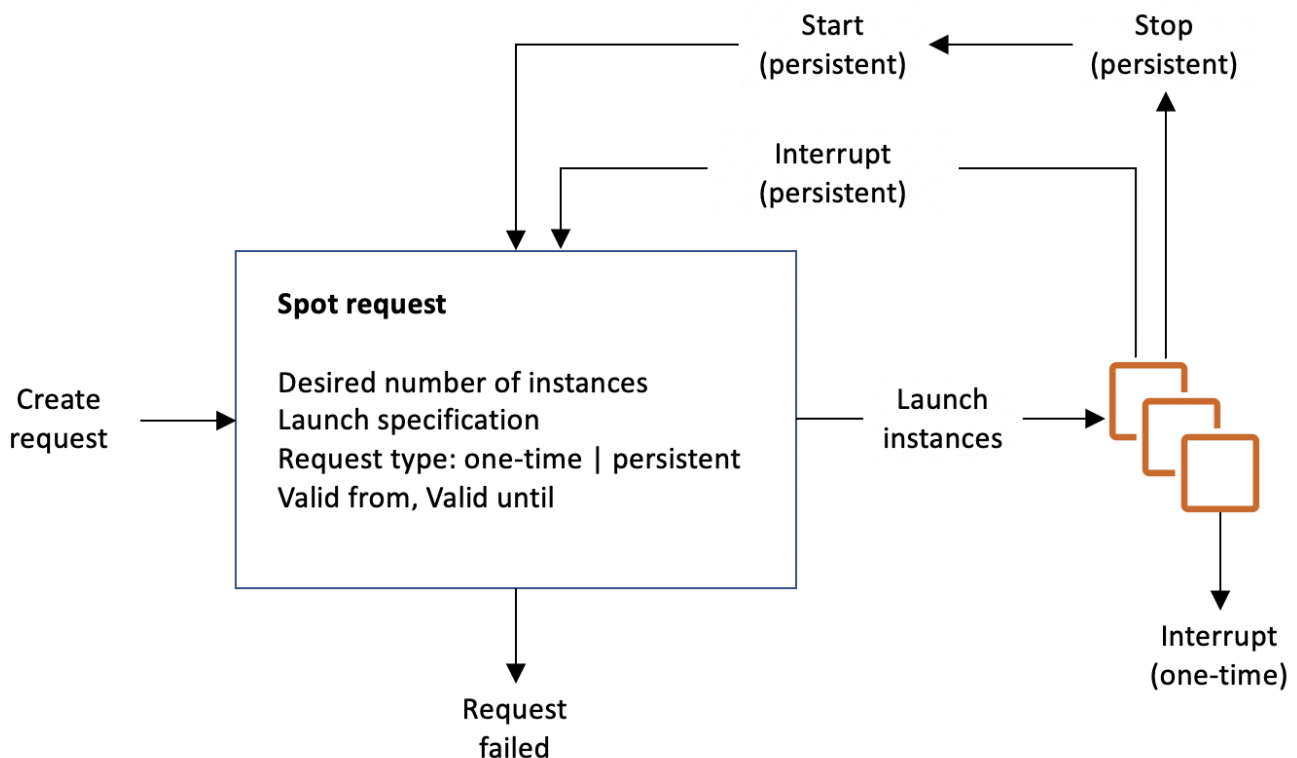 Start
(persistent)
Stop
(persistent)
Interrupt
(persistent)
Spot request
Desired number of instances
Launch specification
Request type: one-time | persistent
Valid from, Valid until
Create
request
Launch
instances
Interrupt
(one-time)
Request
failed